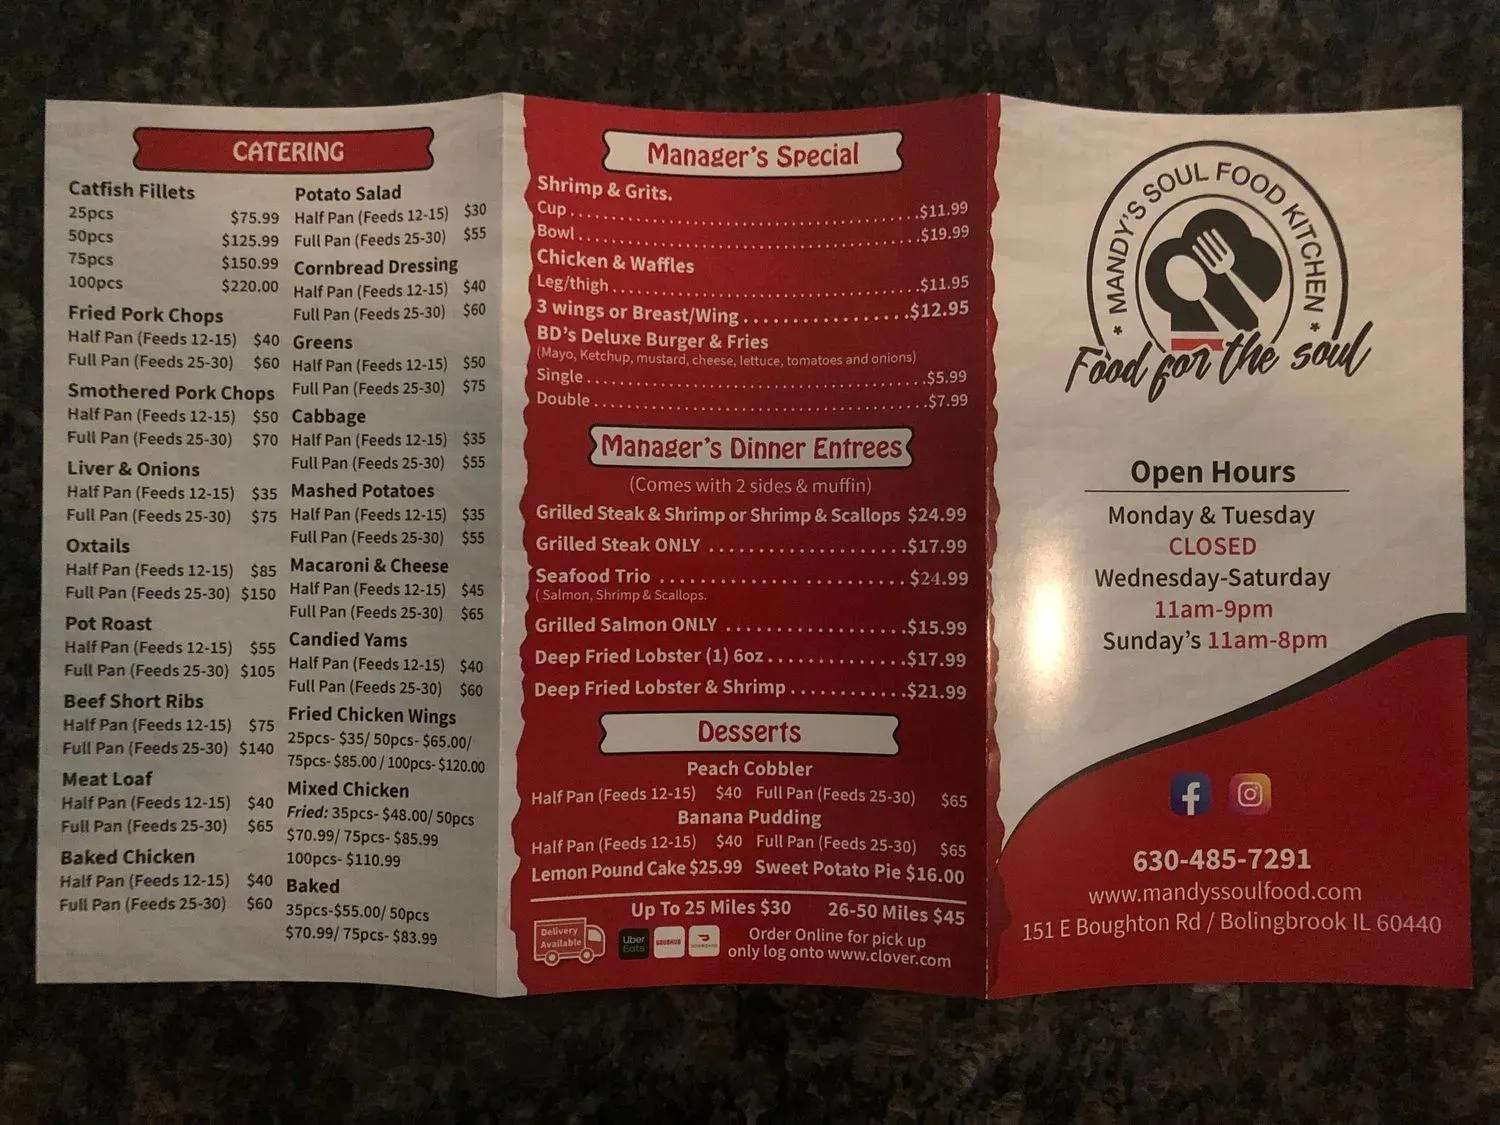 CATERING
Catfish Fillets
25pcs $75.99
50pcs $125.99
75pcs $150.99
100pcs $220.00
Fried Pork Chops
Half Pan (Feeds 12-15) $40
Full Pan (Feeds 25-30) $60
Smothered Pork Chops
Half Pan (Feeds 12-15) $50
Full Pan (Feeds 25-30) $70
Liver & Onions
Half Pan (Feeds 12-15) $35
Full Pan (Feeds 25-30) $75
Oxtails
Half Pan (Feeds 12-15) $85
Full Pan (Feeds 25-30) $150
Pot Roast
Half Pan (Feeds 12-15) $55
Full Pan (Feeds 25-30) $105
Beef Short Ribs
Half Pan (Feeds 12-15) $75
Full Pan (Feeds 25-30) $140
Meat Loaf
Half Pan (Feeds 12-15) $40
Full Pan (Feeds 25-30) $65
Baked Chicken
Half Pan (Feeds 12-15) $40
Full Pan (Feeds 25-30) $60
Potato Salad
Half Pan (Feeds 12-15) $30
Full Pan (Feeds 25-30) $55
Cornbread Dressing
Half Pan (Feeds 12-15) $40
Full Pan (Feeds 25-30) $60
Greens
Half Pan (Feeds 12-15) $50
Full Pan (Feeds 25-30) $75
Cabbage
Half Pan (Feeds 12-15) $35
Full Pan (Feeds 25-30) $55
Mashed Potatoes
Half Pan (Feeds 12-15) $35
Full Pan (Feeds 25-30) $55
Macaroni & Cheese
Half Pan (Feeds 12-15) $45
Full Pan (Feeds 25-30) $65
Candied Yams
Half Pan (Feeds 12-15) $40
Full Pan (Feeds 25-30) $60
Fried Chicken Wings
25pcs- $35/ 50pcs- $65.00/
75pcs- $85.00 / 100pcs- $120.00
Mixed Chicken
Fried: 35pcs- $48.00/ 50pcs
$70.99/ 75pcs- $85.99
100pcs- $110.99
Baked
35pcs-$55.00/ 50pcs
$70.99/ 75pcs- $83.99
Manager's Special
Shrimp & Grits.
Cup ........ $11.99
Bowl ........ $19.99
Chicken & Waffles
Leg/thigh ........ $11.95
3 wings or Breast/Wing ........ $12.95
BD's Deluxe Burger & Fries
(Mayo, Ketchup, mustard, cheese, lettuce, tomatoes and onions)
Single ........ $5.99
Double ........ $7.99
Manager's Dinner Entrees
(Comes with 2 sides & muffin)
Grilled Steak & Shrimp or Shrimp & Scallops $24.99
Grilled Steak ONLY ........ $17.99
Seafood Trio ........ $24.99
( Salmon, Shrimp & Scallops.
Grilled Salmon ONLY ........ $15.99
Deep Fried Lobster (1) 6oz ........ $17.99
Deep Fried Lobster & Shrimp ........ $21.99
Desserts
Peach Cobbler
Half Pan (Feeds 12-15) $40 Full Pan (Feeds 25-30) $65
Banana Pudding
Half Pan (Feeds 12-15) $40 Full Pan (Feeds 25-30) $65
Lemon Pound Cake $25.99 Sweet Potato Pie $16.00
Up To 25 Miles $30 26-50 Miles $45
Delivery
Available
Uber
Eats
GRUBHUB
DOORDASH
Order Online for pick up
only log onto www.clover.com
* MANDY'S SOUL FOOD KITCHEN *
Food for the soul
Open Hours
Monday & Tuesday
CLOSED
Wednesday-Saturday
11am-9pm
Sunday's 11am-8pm
630-485-7291
www.mandyssoulfood.com
151 E Boughton Rd / Bolingbrook IL 60440